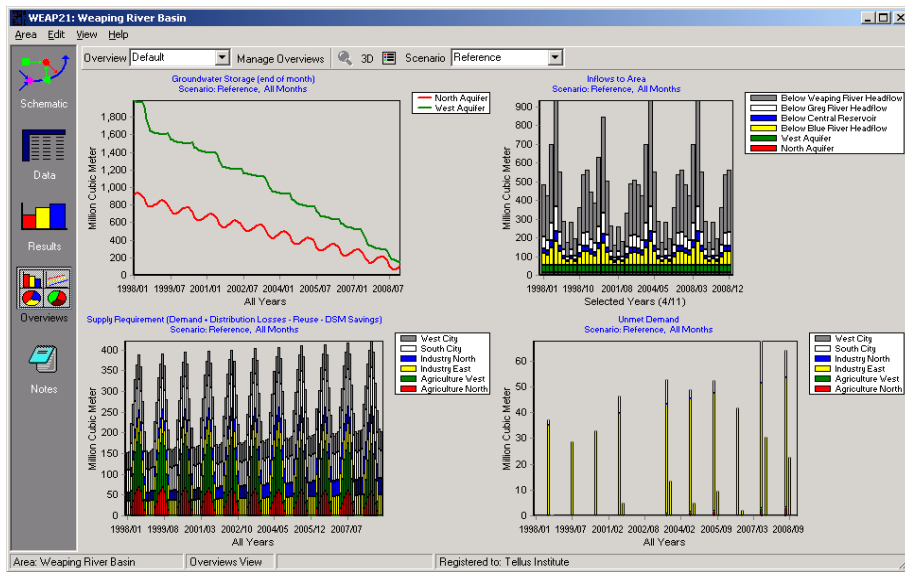 WEAP21: Weaping River Basin
Area Edit View Help
Overview Default Manage Overviews 3D Scenario Reference
Schematic
Data
Results
Overviews
Notes
Groundwater Storage (end of month)
Scenario: Reference, All Months
North Aquifer
West Aquifer
Million Cubic Meter
1,800
1,600
1,400
1,200
1,000
800
600
400
200
0
1998/01 1999/07 2001/01 2002/07 2004/01 2005/07 2007/01 2008/07
All Years
Inflows to Area
Scenario: Reference, All Months
Below Weaping River Headflow
Below Grey River Headflow
Below Central Reservoir
Below Blue River Headflow
West Aquifer
North Aquifer
Million Cubic Meter
900
800
700
600
500
400
300
200
100
0
1998/01 1998/10 2001/08 2004/05 2008/03 2008/12
Selected Years (4/11)
Supply Requirement (Demand + Distribution Losses - Reuse - DSM Savings)
Scenario: Reference, All Months
West City
South City
Industry North
Industry East
Agriculture West
Agriculture North
Million Cubic Meter
400
350
300
250
200
150
100
50
0
1998/01 1999/08 2001/03 2002/10 2004/05 2005/12 2007/07
All Years
Unmet Demand
Scenario: Reference, All Months
West City
South City
Industry North
Industry East
Agriculture West
Agriculture North
Million Cubic Meter
60
50
40
30
20
10
0
1998/01 1999/07 2001/02 2002/08 2004/02 2005/09 2007/03 2008/09
All Years
Area: Weaping River Basin Overviews View Registered to: Tellus Institute